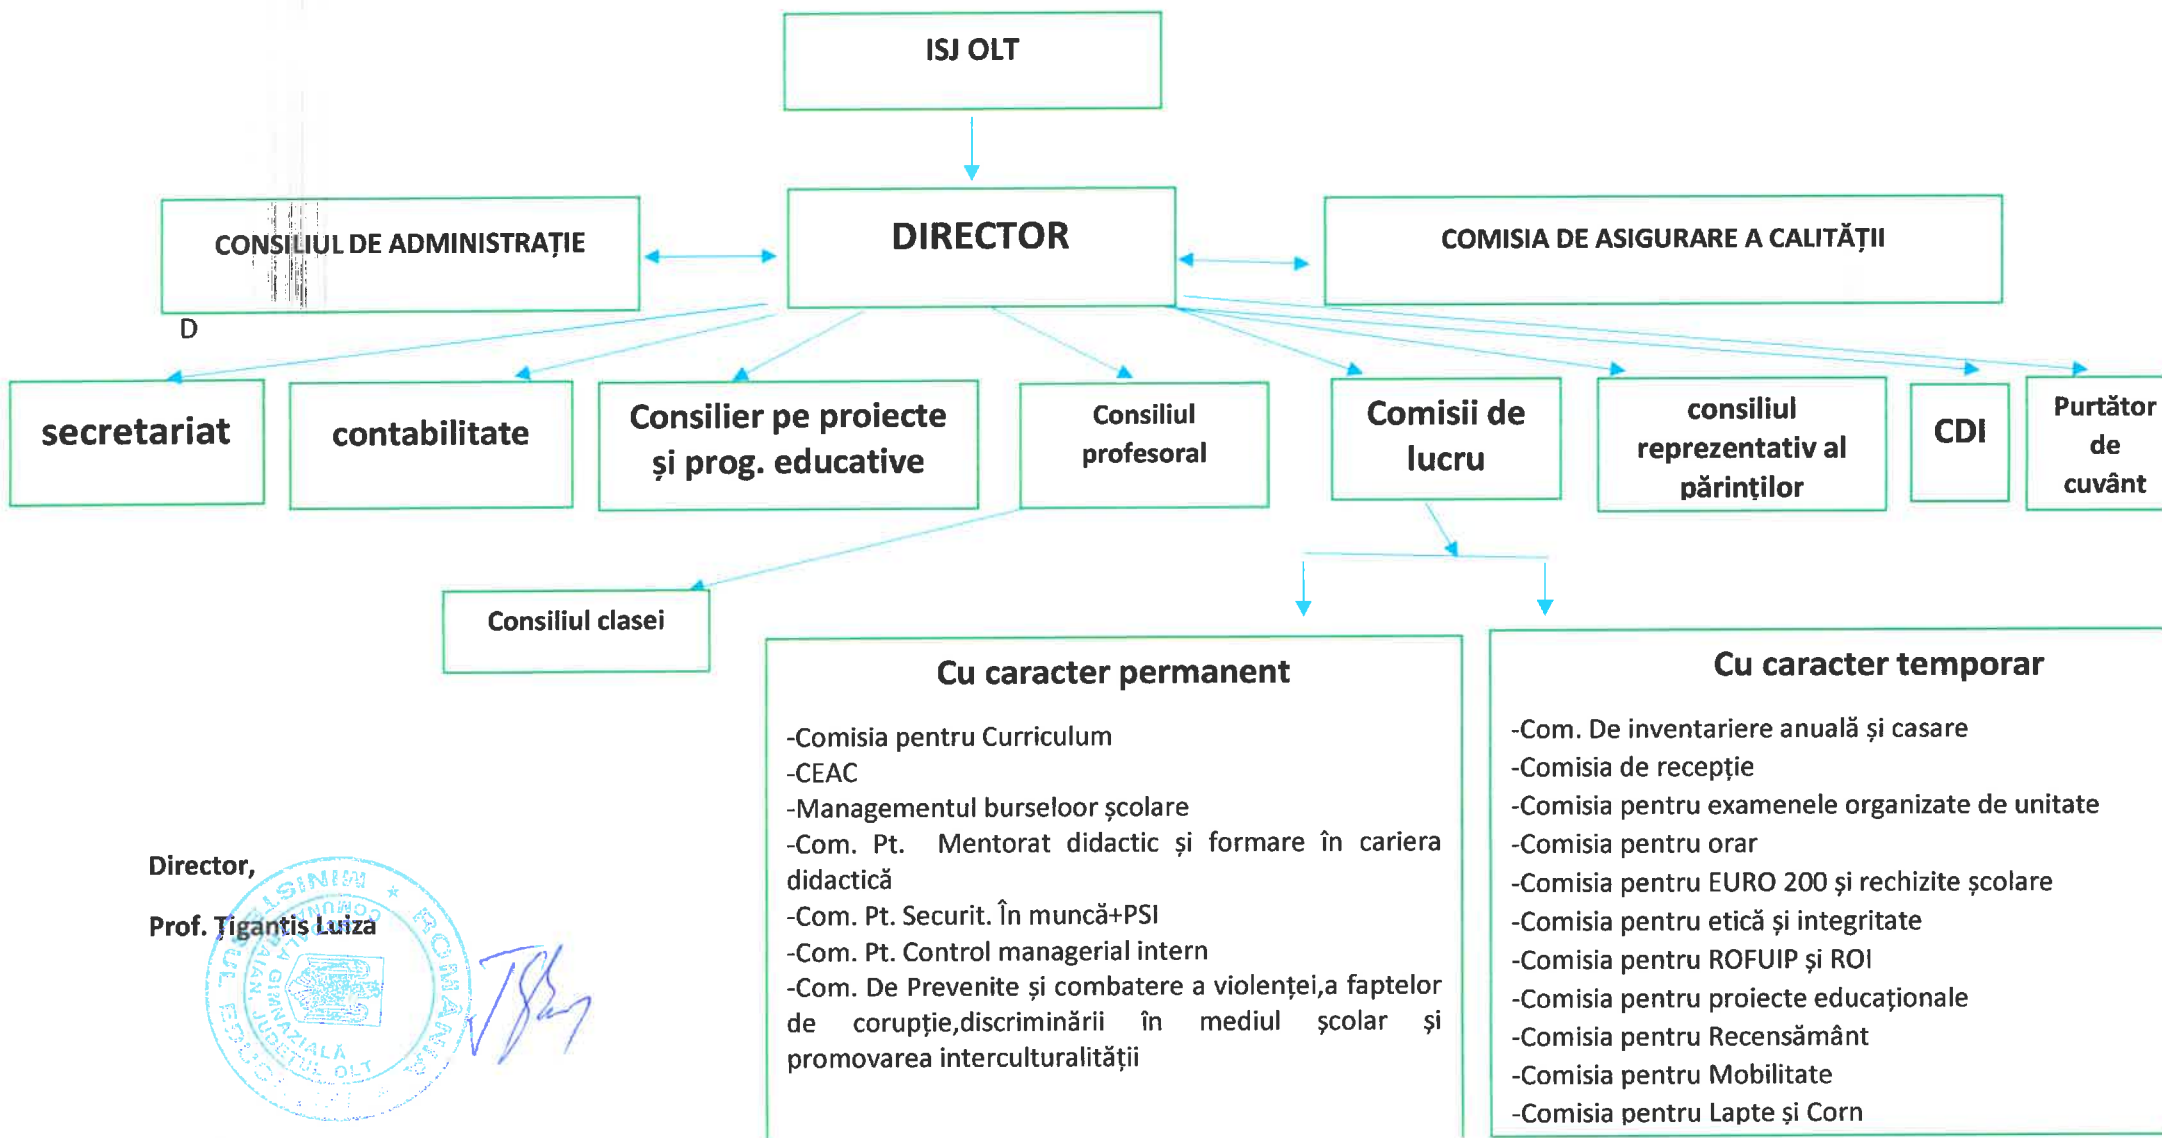 ISJ OLT
CONSILIUL DE ADMINISTRAȚIE
DIRECTOR
COMISIA DE ASIGURARE A CALITĂȚII
D
secretariat
contabilitate
Consilier pe proiecte
și prog. educative
Consiliul
profesoral
Comisii de
lucru
consiliul
reprezentativ al
părinților
CDI
Purtător
de
cuvânt
Consiliul clasei
Cu caracter permanent
-Comisia pentru Curriculum
-CEAC
-Managementul burseloor școlare
-Com. Pt. Mentorat didactic și formare în cariera
didactică
-Com. Pt. Securit. În muncă+PSI
-Com. Pt. Control managerial intern
-Com. De Prevenite și combatere a violenței,a faptelor
de corupție,discriminării în mediul școlar și
promovarea interculturalității
Cu caracter temporar
-Com. De inventariere anuală și casare
-Comisia de recepție
-Comisia pentru examenele organizate de unitate
-Comisia pentru orar
-Comisia pentru EURO 200 și rechizite școlare
-Comisia pentru etică și integritate
-Comisia pentru ROFUIP și ROI
-Comisia pentru proiecte educaționale
-Comisia pentru Recensământ
-Comisia pentru Mobilitate
-Comisia pentru Lapte și Corn
Director,
Prof. Țigantis Luiza
ROMÂNIA
GIMNAZIALĂ
JUDEȚUL OLT